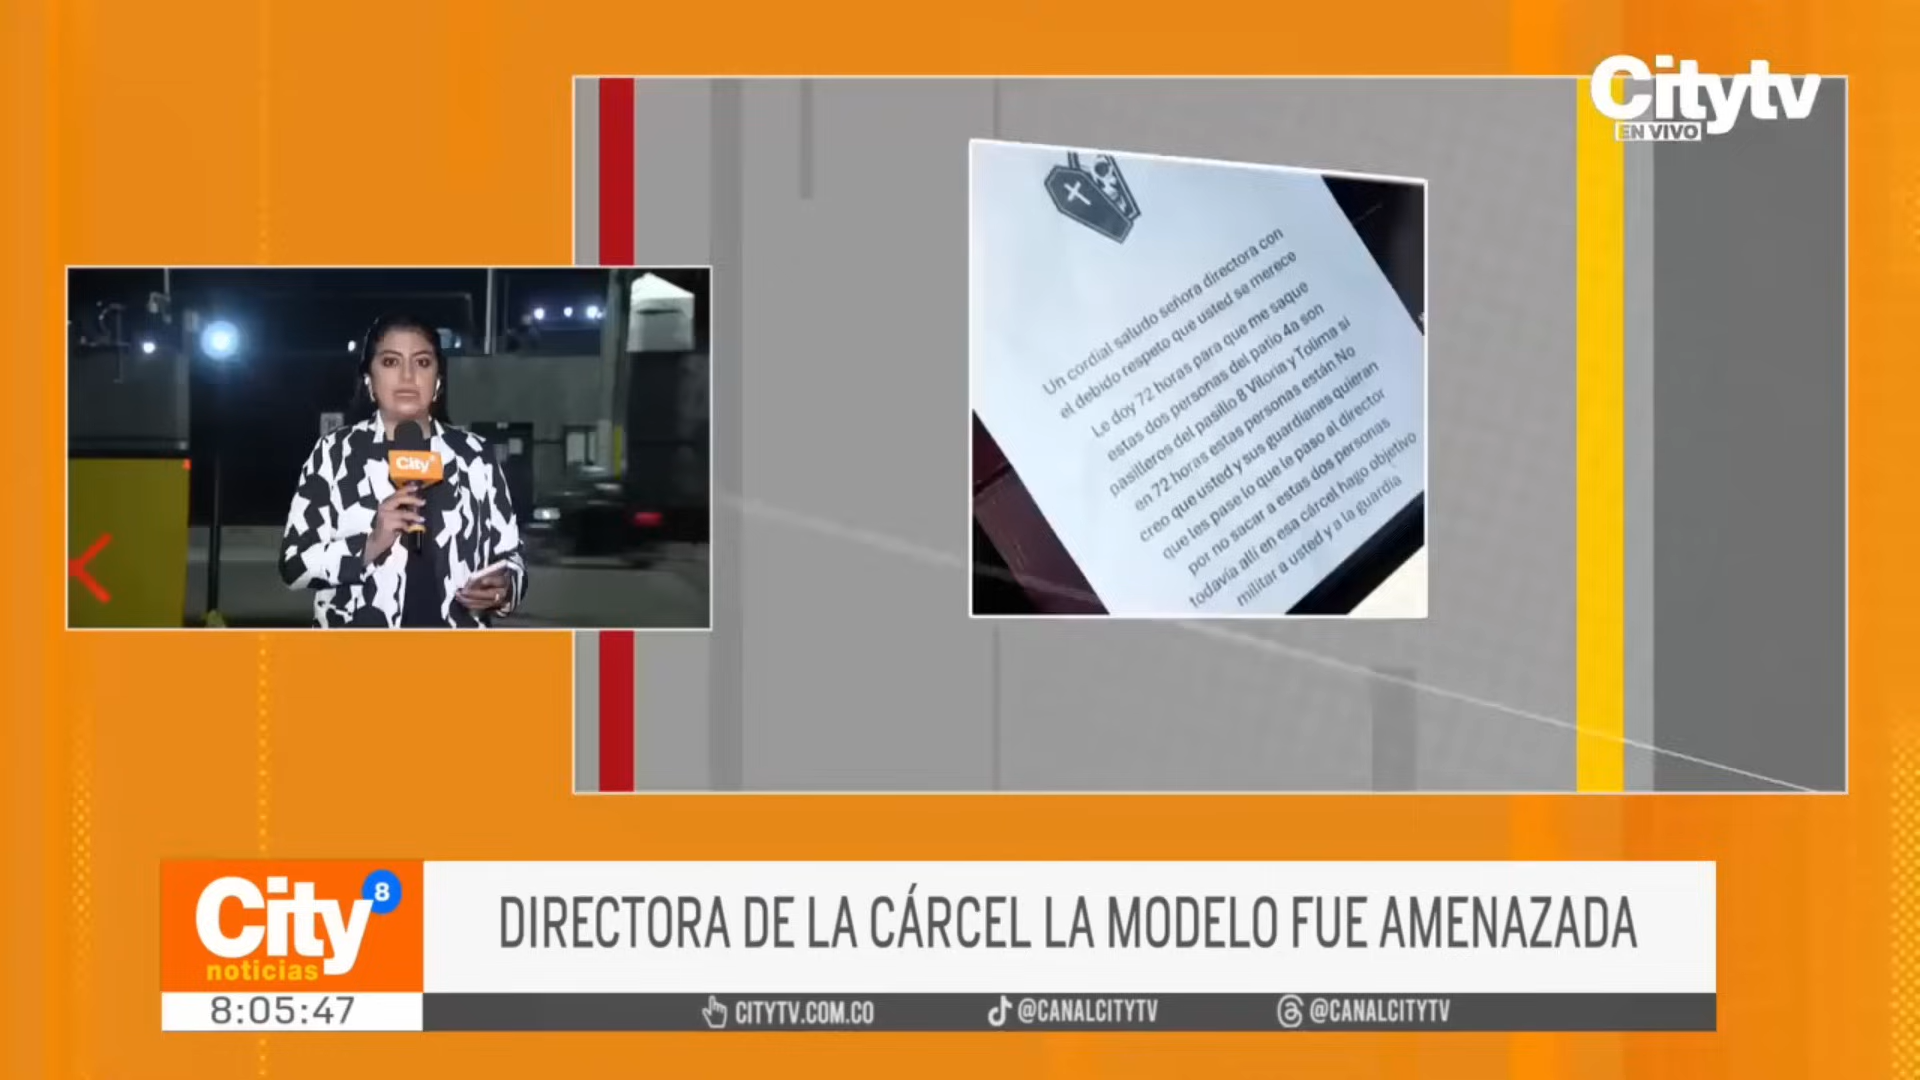 Citytv
EN VIVO
Un cordial saludo señora directora con
el debido respeto que usted se merece
Le doy 72 horas para que me saque
estas dos personas del patio 4a son
pasilleros del pasillo 8 Viloria y Tolima si
en 72 horas estas personas están No
creo que usted y sus guardianes quieran
que les pase lo que le paso al director
por no sacar a estas dos personas
todavía allí en esa cárcel hago objetivo
militar a usted y a la guardia
City
City 8
noticias
DIRECTORA DE LA CÁRCEL LA MODELO FUE AMENAZADA
8:05:47
CITYTV.COM.CO
@CANALCITYTV
@CANALCITYTV